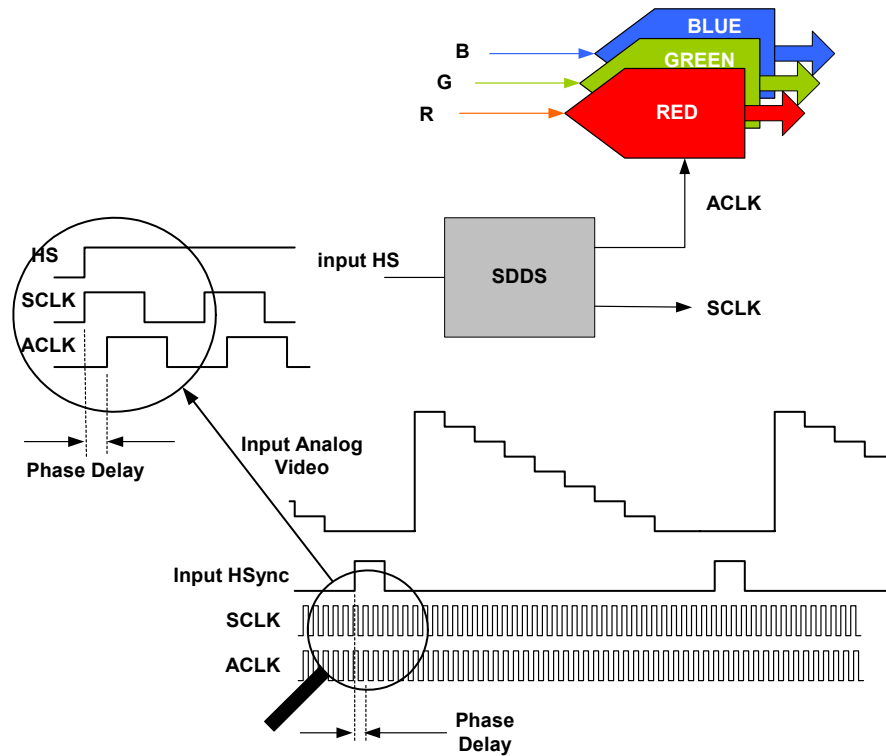 BLUE
B
GREEN
G
RED
R
ACLK
HS
input HS
SDDS
SCLK
SCLK
ACLK
Phase Delay
Input Analog
Video
Input HSync
SCLK
ACLK
Phase
Delay